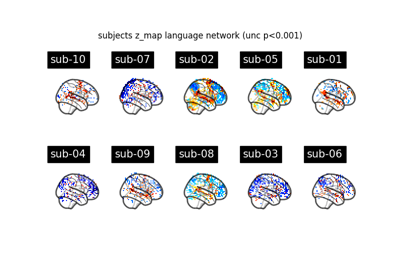 subjects z_map language network (unc p<0.001)
sub-10 sub-07 sub-02 sub-05 sub-01
sub-04 sub-09 sub-08 sub-03 sub-06